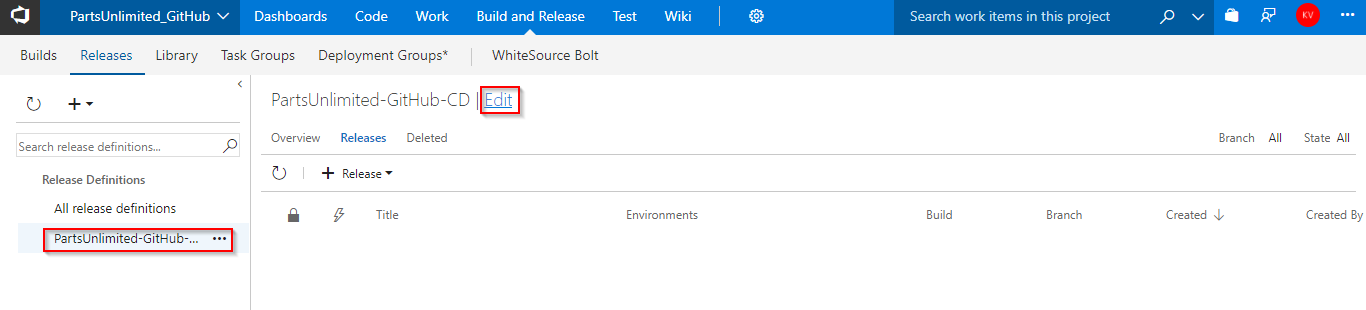 PartsUnlimited_GitHub Dashboards Code Work Build and Release Test Wiki Search work items in this project KV
Builds Releases Library Task Groups Deployment Groups* WhiteSource Bolt
PartsUnlimited-GitHub-CD | Edit
Overview Releases Deleted Branch All State All
Search release definitions...
Release
Release Definitions
All release definitions
Title Environments Build Branch Created Created By
PartsUnlimited-GitHub-...